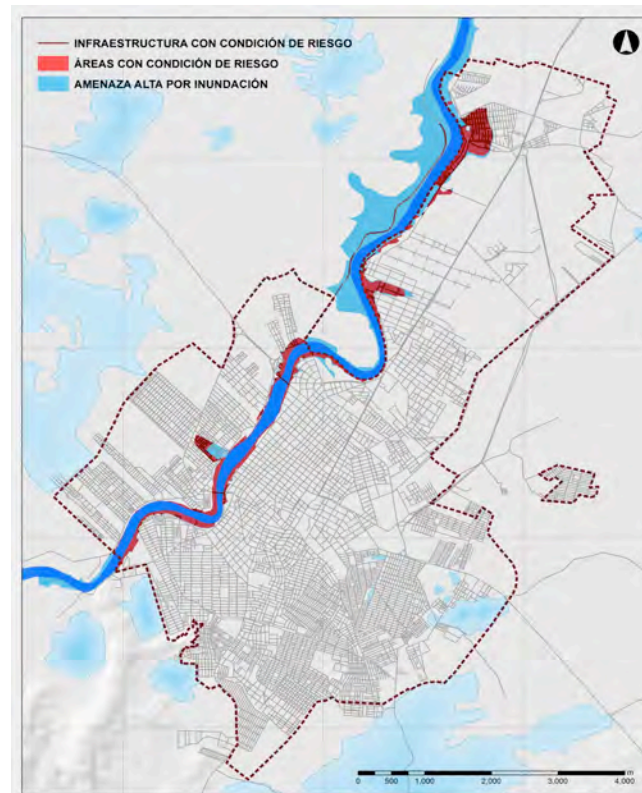 INFRAESTRUCTURA CON CONDICIÓN DE RIESGO
ÁREAS CON CONDICIÓN DE RIESGO
AMENAZA ALTA POR INUNDACIÓN
0 500 1,000 2,000 3,000 4,000 m